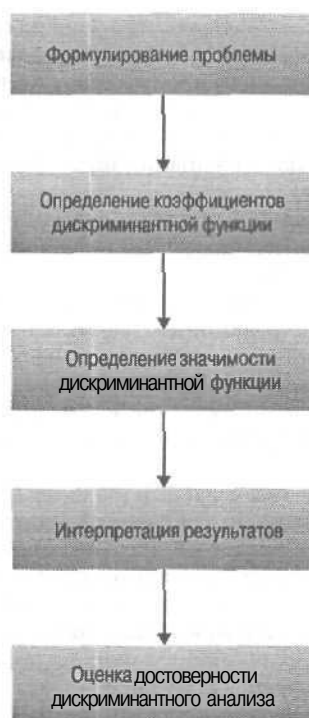 Формулирование проблемы
Определение коэффициентов
дискриминантной функции
Определение значимости
дискриминантной функции
Интерпретация результатов
Оценка достоверности
дискриминантного анализа